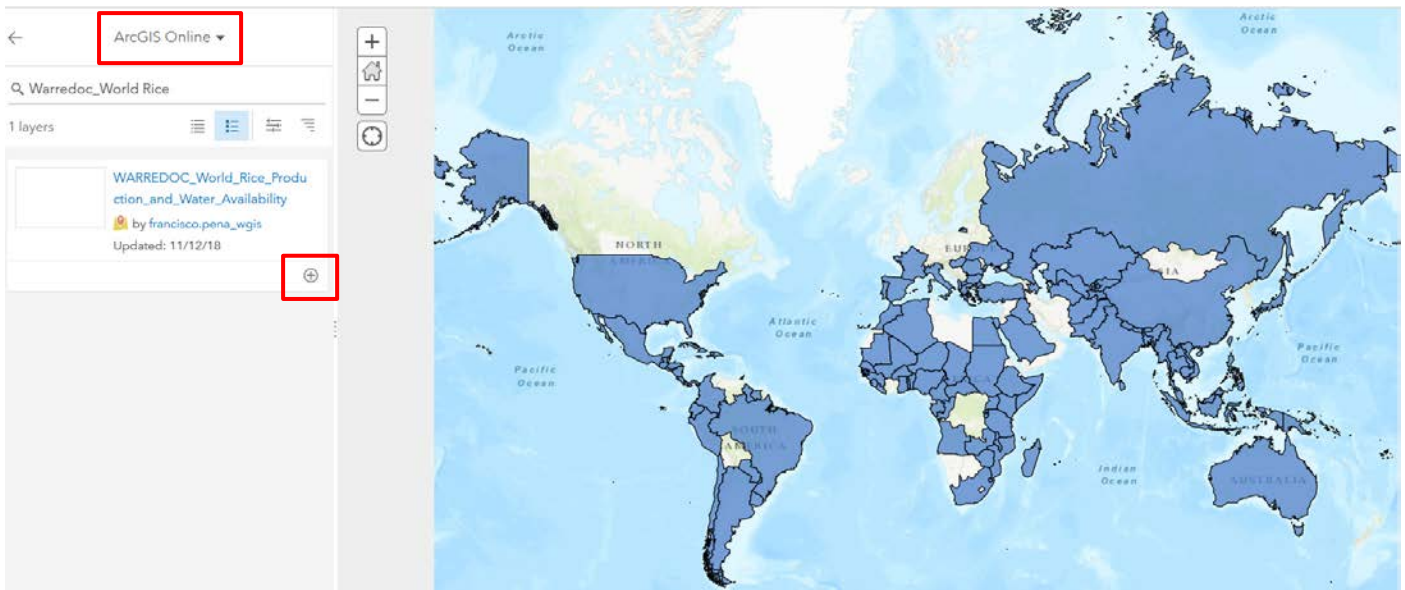 ArcGIS Online
Warredoc_World Rice
1 layers
WARREDOC_World_Rice_Produ
ction_and_Water_Availability
by francisco.pena_wgis
Updated: 11/12/18
Arctic
Ocean
Arctic
Ocean
NORTH
AMERICA
Atlantic
Ocean
Pacific
Ocean
Pacific
Ocean
SOUTH
AMERICA
Indian
Ocean
AUSTRALIA